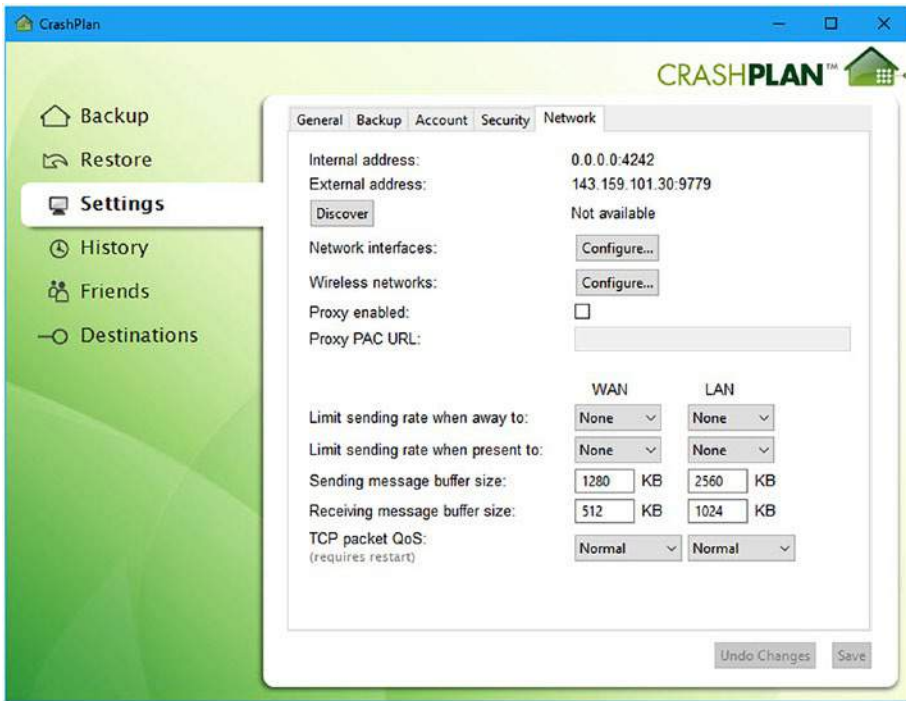 CrashPlan
CRASHPLAN™
Backup
Restore
Settings
History
Friends
Destinations
General Backup Account Security Network
Internal address: 0.0.0.0:4242
External address: 143.159.101.30:9779
Discover Not available
Network interfaces: Configure...
Wireless networks: Configure...
Proxy enabled:
Proxy PAC URL:
WAN LAN
Limit sending rate when away to: None None
Limit sending rate when present to: None None
Sending message buffer size: 1280 KB 2560 KB
Receiving message buffer size: 512 KB 1024 KB
TCP packet QoS: Normal Normal
(requires restart)
Undo Changes Save